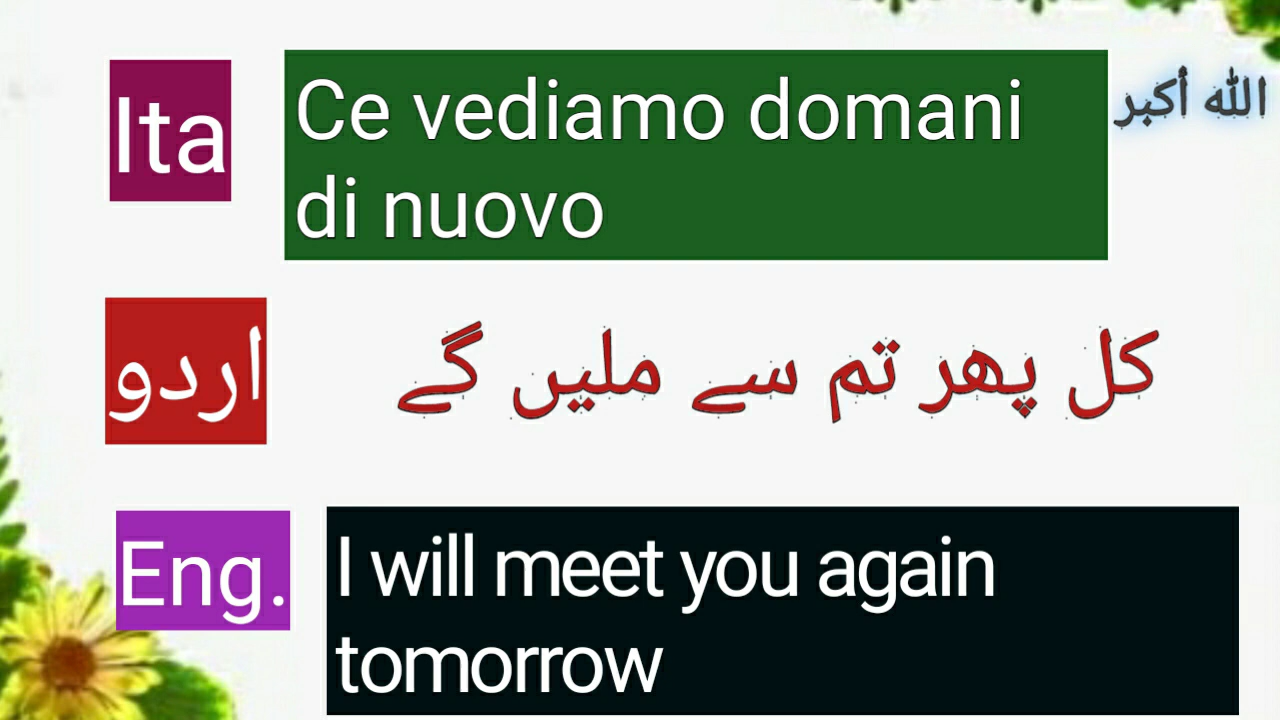 Ita
Ce vediamo domani
di nuovo
الله أكبر
اردو
کل پھر تم سے ملیں گے
Eng.
I will meet you again
tomorrow